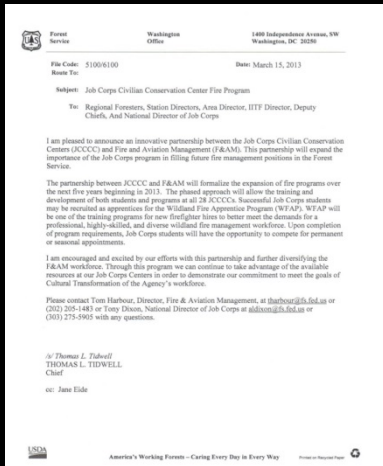 Forest Service
Washington Office
1400 Independence Avenue, SW
Washington, DC 20250
File Code: 5100/6100
Date: March 15, 2013
Route To:
Subject: Job Corps Civilian Conservation Center Fire Program
To: Regional Foresters, Station Directors, Area Director, IITF Director, Deputy
Chiefs, And National Director of Job Corps
I am pleased to announce an innovative partnership between the Job Corps Civilian Conservation
Centers (JCCCC) and Fire and Aviation Management (F&AM). This partnership will expand the
importance of the Job Corps program in filling future fire management positions in the Forest
Service.
The partnership between JCCCC and F&AM will formalize the expansion of fire programs over
the next five years beginning in 2013. The phased approach will allow the training and
development of both students and programs at all 28 JCCCCs. Successful Job Corps students
may be recruited as apprentices for the Wildland Fire Apprentice Program (WFAP). WFAP will
be one of the training programs for new firefighter hires to better meet the demands for a
professional, highly-skilled, and diverse wildland fire management workforce. Upon completion
of program requirements, Job Corps students will have the opportunity to compete for permanent
or seasonal appointments.
I am encouraged and excited by our efforts with this partnership and further diversifying the
F&AM workforce. Through this program we can continue to take advantage of the available
resources at our Job Corps Centers in order to demonstrate our commitment to meet the goals of
Cultural Transformation of the Agency's workforce.
Please contact Tom Harbour, Director, Fire & Aviation Management, at tharbour@fs.fed.us or
(202) 205-1483 or Tony Dixon, National Director of Job Corps at aldixon@fs.fed.us or
(303) 275-5905 with any questions.
/s/ Thomas L. Tidwell
THOMAS L. TIDWELL
Chief
cc: Jane Eide
USDA
America's Working Forests – Caring Every Day in Every Way
Printed on Recycled Paper